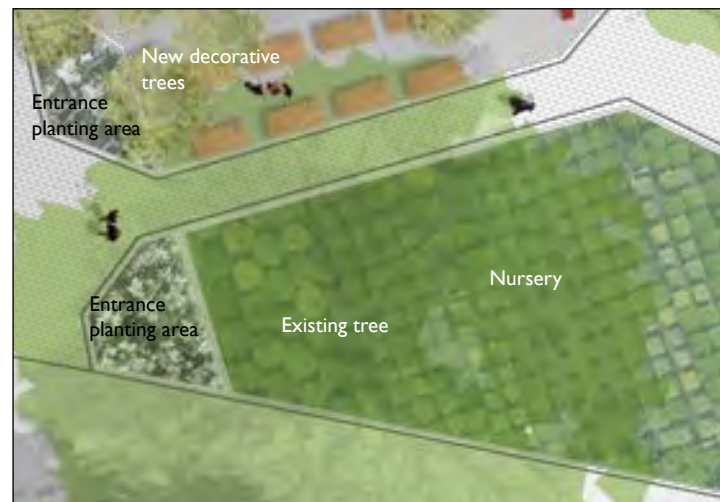 New decorative
trees
Entrance
planting area
Nursery
Entrance
planting area
Existing tree